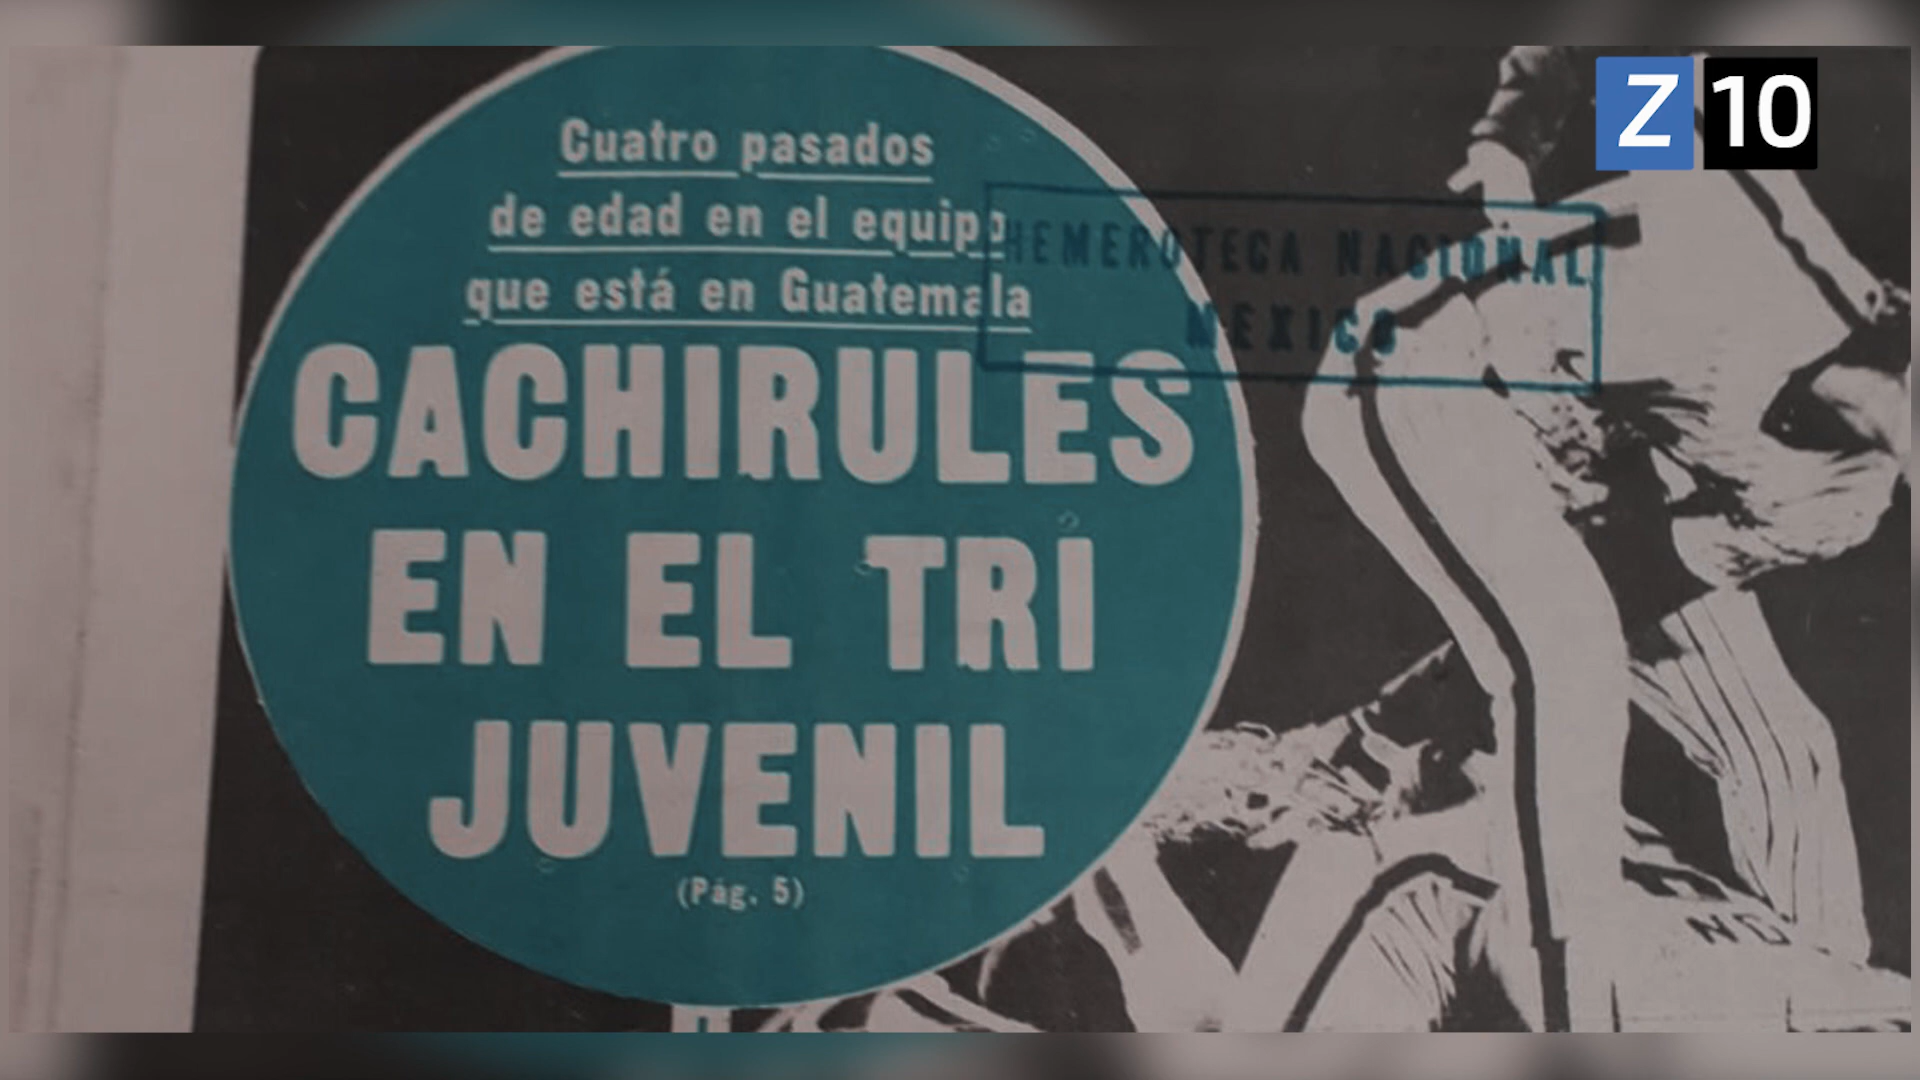 Z 10
Cuatro pasados
de edad en el equipo
que está en Guatemala
CACHIRULES
EN EL TRI
JUVENIL
(Pág. 5)
HEMEROTECA NACIONAL
MEXICO